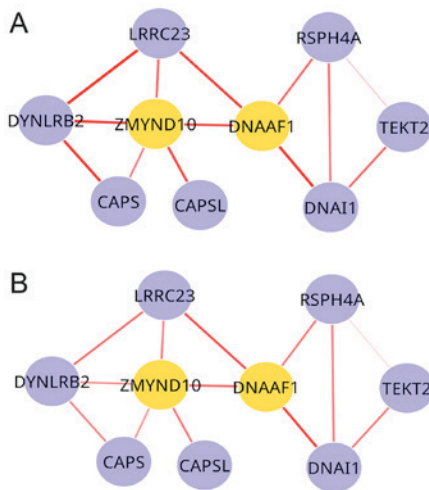 A
LRRC23
RSPH4A
DYNLRB2
ZMYND10
DNAAF1
TEKT2
CAPS
CAPSL
DNAI1
B
LRRC23
RSPH4A
DYNLRB2
ZMYND10
DNAAF1
TEKT2
CAPS
CAPSL
DNAI1